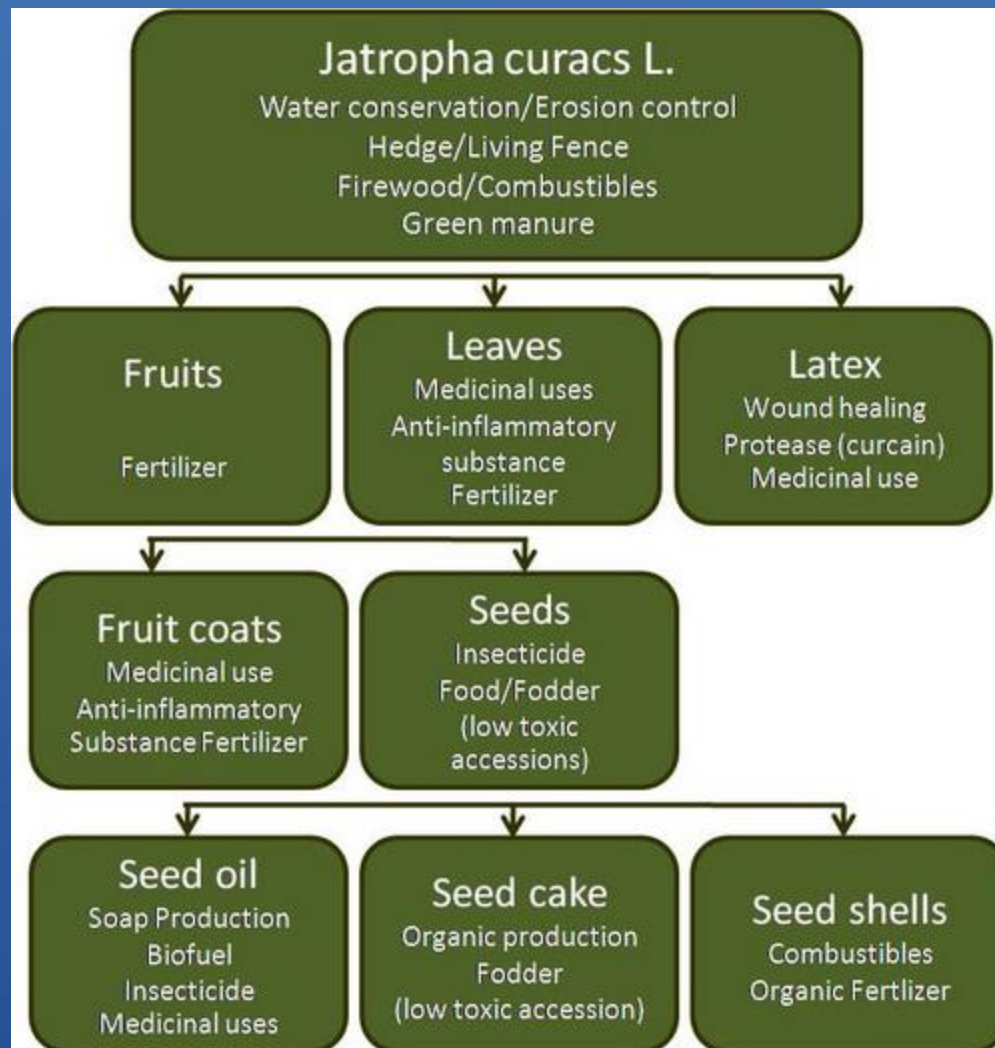 Jatropha curacs L.
Water conservation/Erosion control
Hedge/Living Fence
Firewood/Combustibles
Green manure
Fruits
Fertilizer
Leaves
Medicinal uses
Anti-inflammatory
substance
Fertilizer
Latex
Wound healing
Protease (curcain)
Medicinal use
Fruit coats
Medicinal use
Anti-inflammatory
Substance Fertilizer
Seeds
Insecticide
Food/Fodder
(low toxic
accessions)
Seed oil
Soap Production
Biofuel
Insecticide
Medicinal uses
Seed cake
Organic production
Fodder
(low toxic accession)
Seed shells
Combustibles
Organic Fertlizer